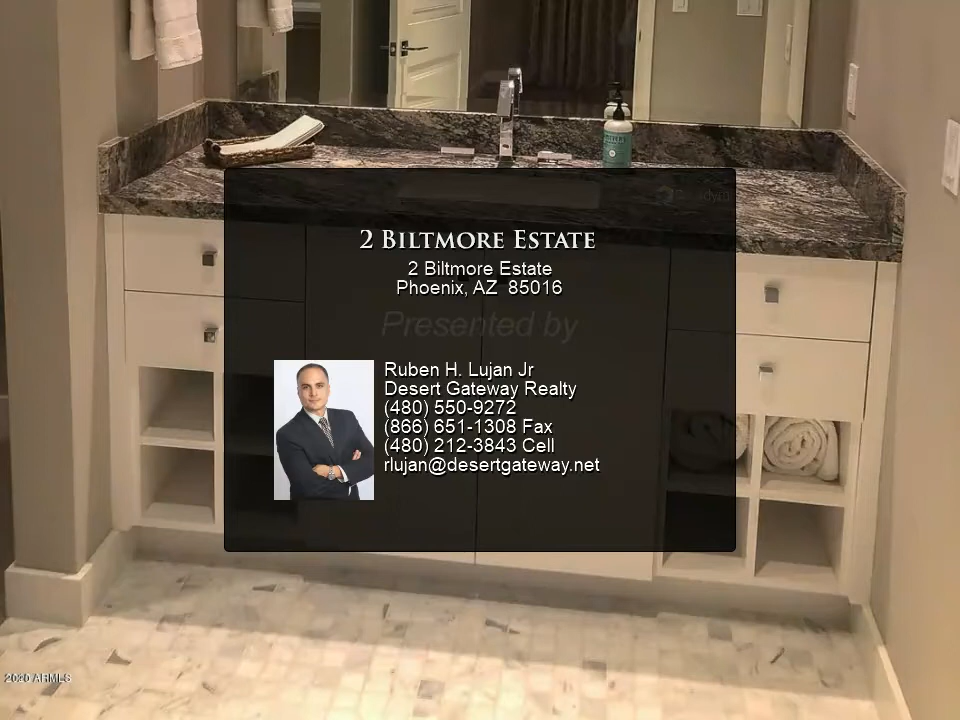 2 Biltmore Estate
2 Biltmore Estate
Phoenix, AZ 85016
Presented by
Ruben H. Lujan Jr
Desert Gateway Realty
(480) 550-9272
(866) 651-1308 Fax
(480) 212-3843 Cell
rlujan@desertgateway.net
2020 ARMLS